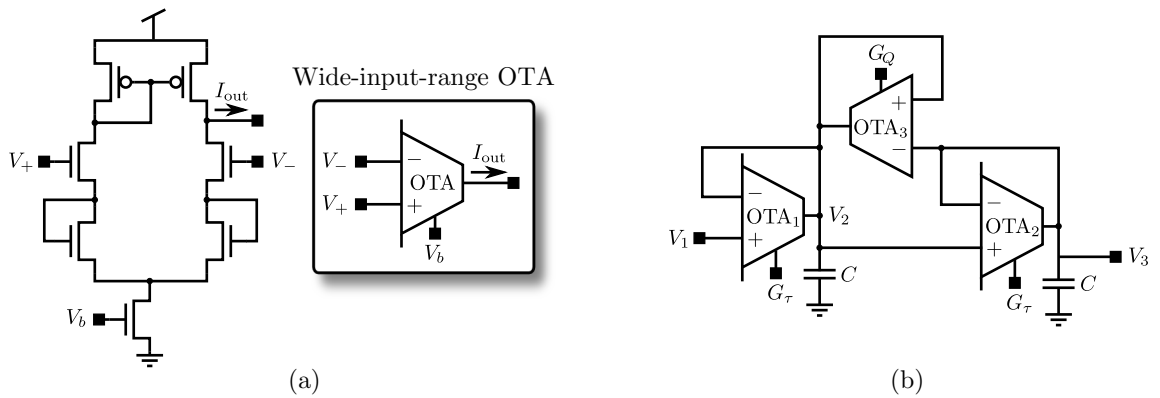 Wide-input-range OTA
I_out
V_+
V_−
V_b
V_−
V_+
−
+
OTA
I_out
V_b
(a)
G_Q
+
−
OTA_3
V_1
−
+
OTA_1
G_τ
V_2
C
−
+
OTA_2
G_τ
V_3
C
(b)